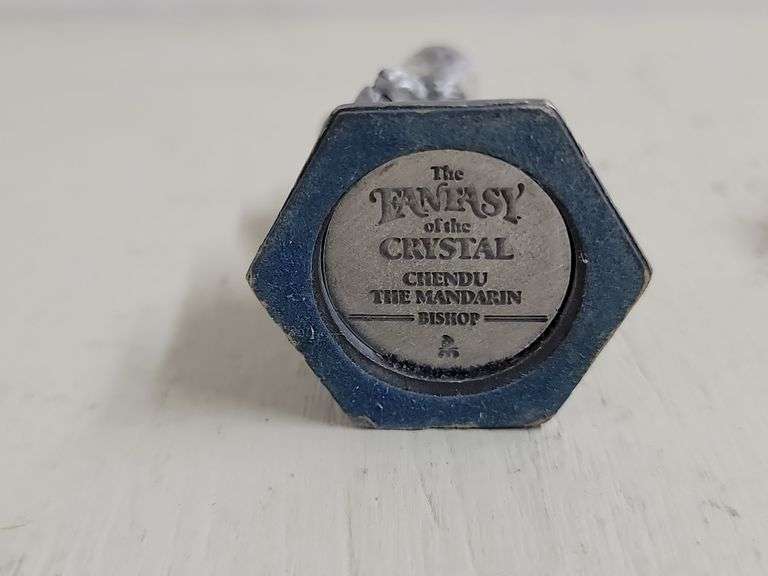 The
FANTASY
of the
CRYSTAL
CHENDU
THE MANDARIN
BISHOP